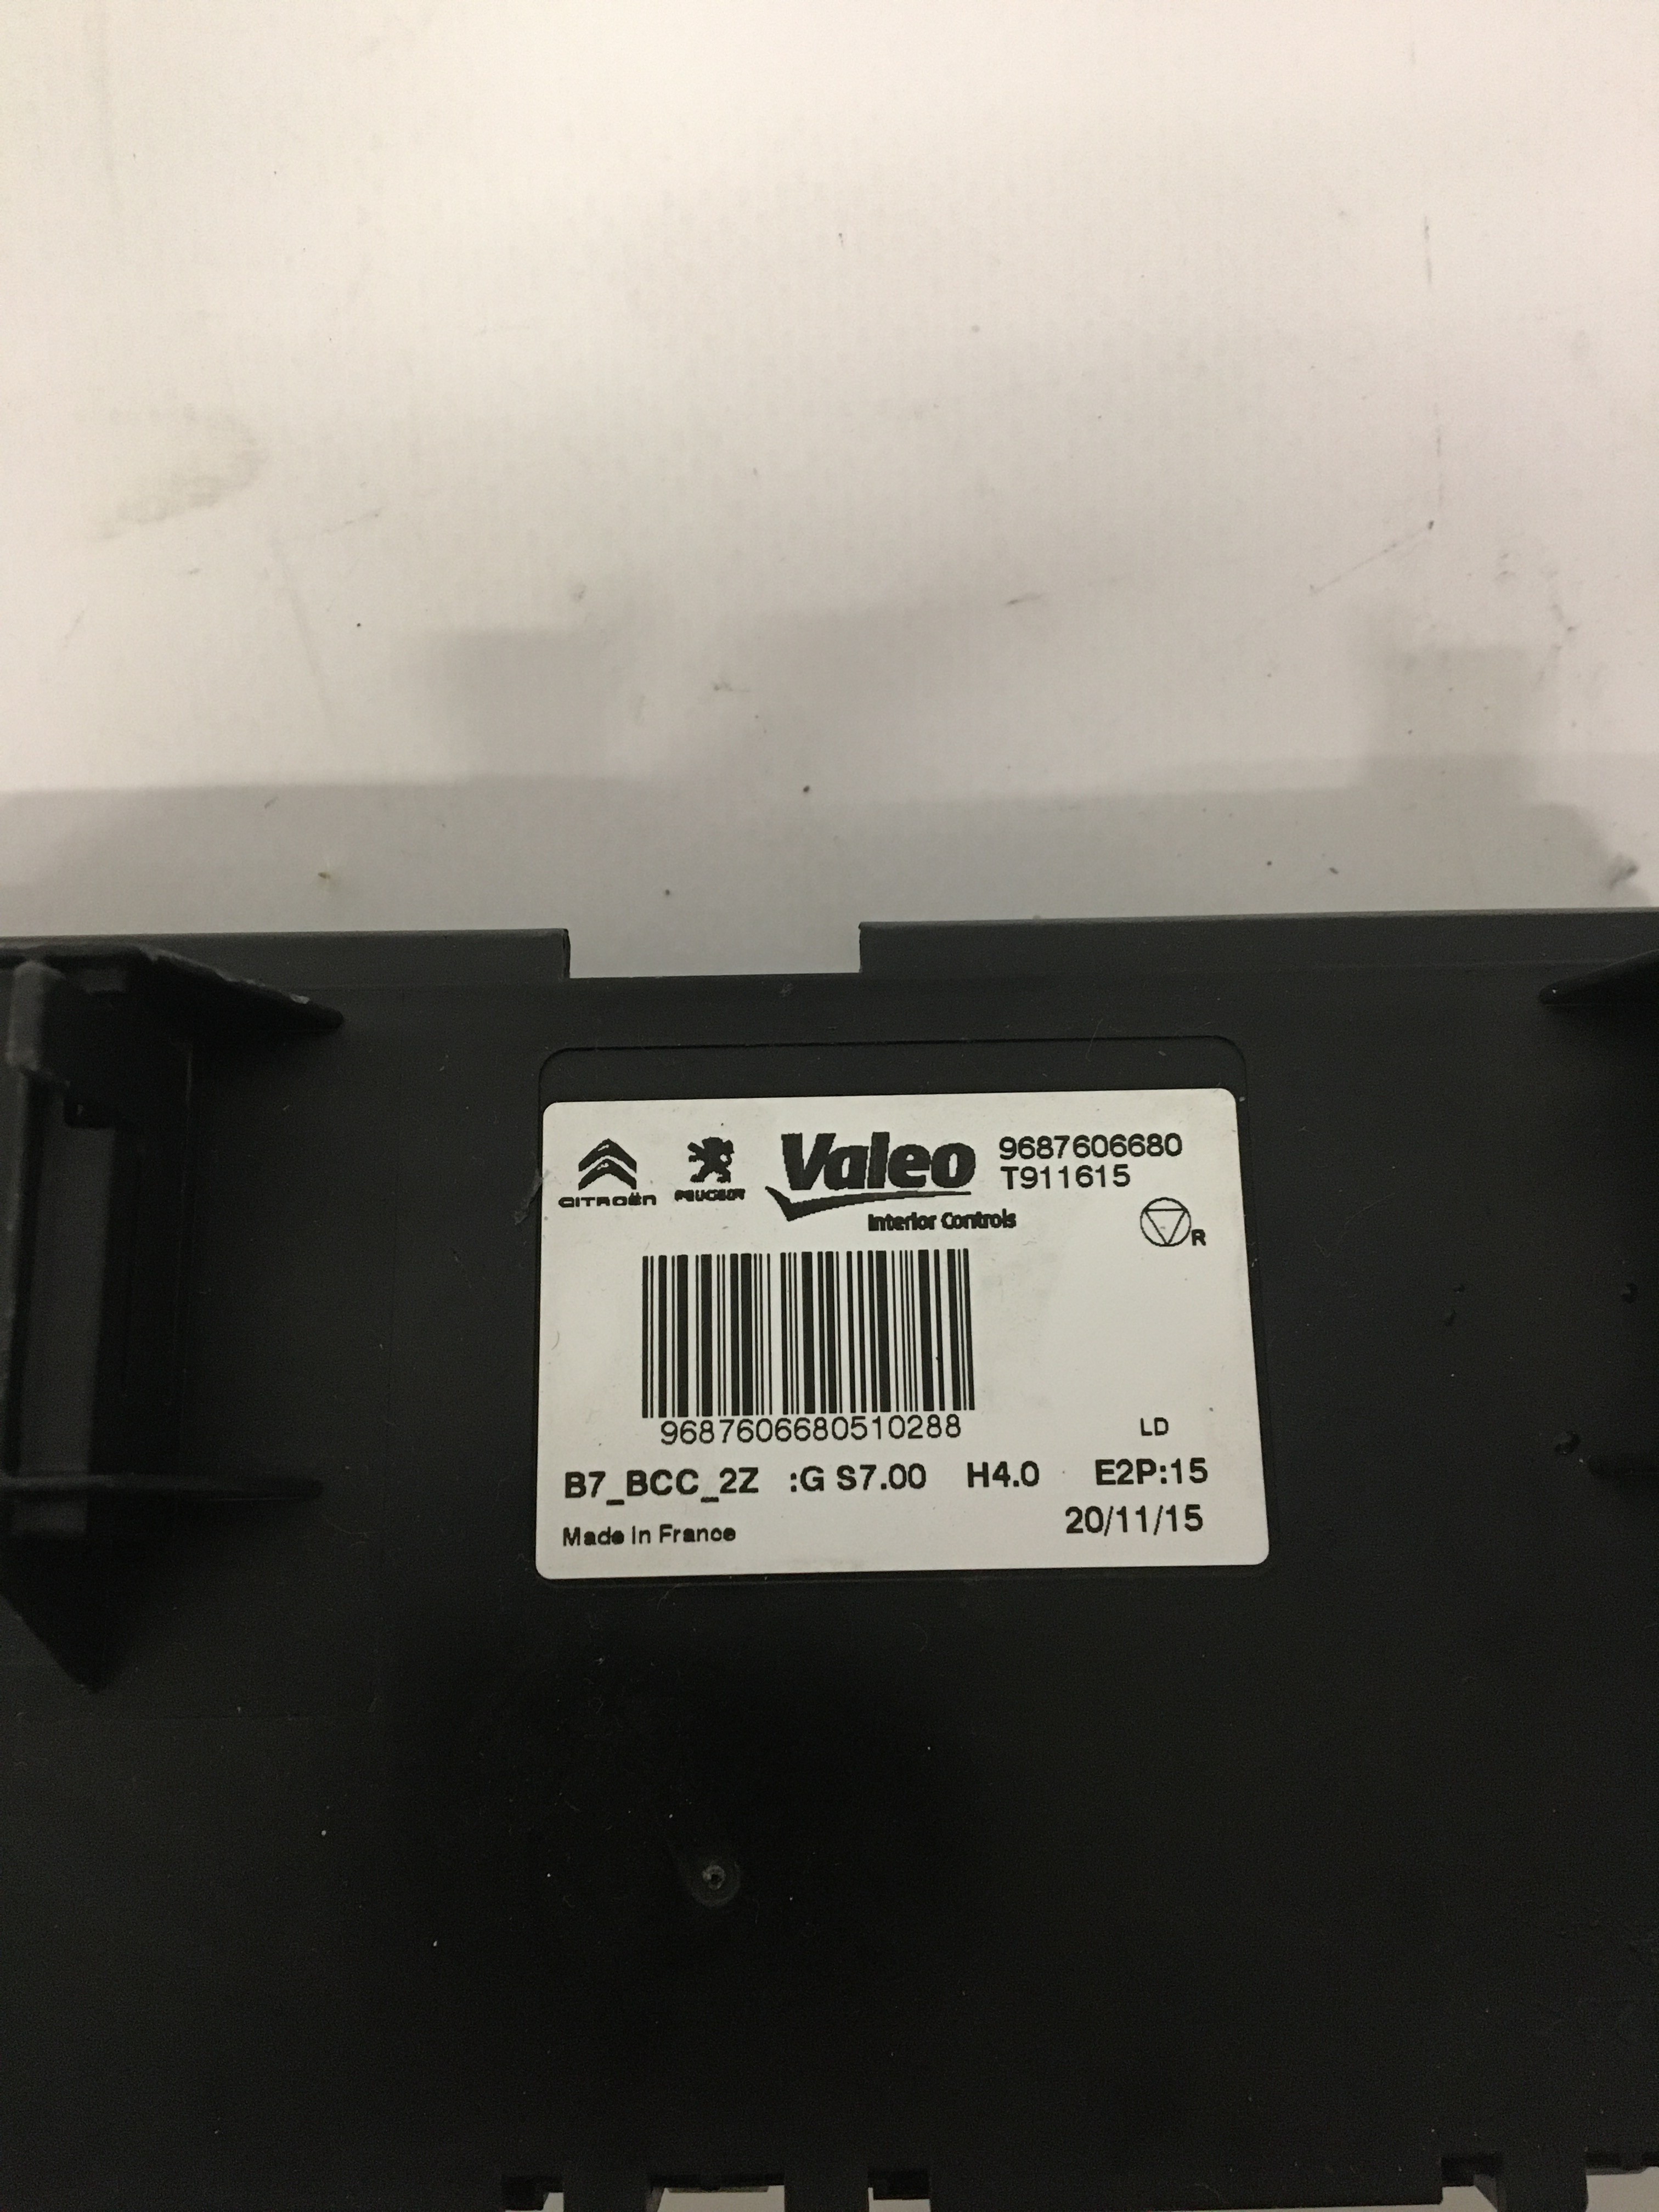 CITROËN PEUGEOT Valeo 9687606680
T911615
Interior Controls
R
9687606680510288
LD
B7_BCC_2Z :G S7.00 H4.0 E2P:15
Made in France 20/11/15